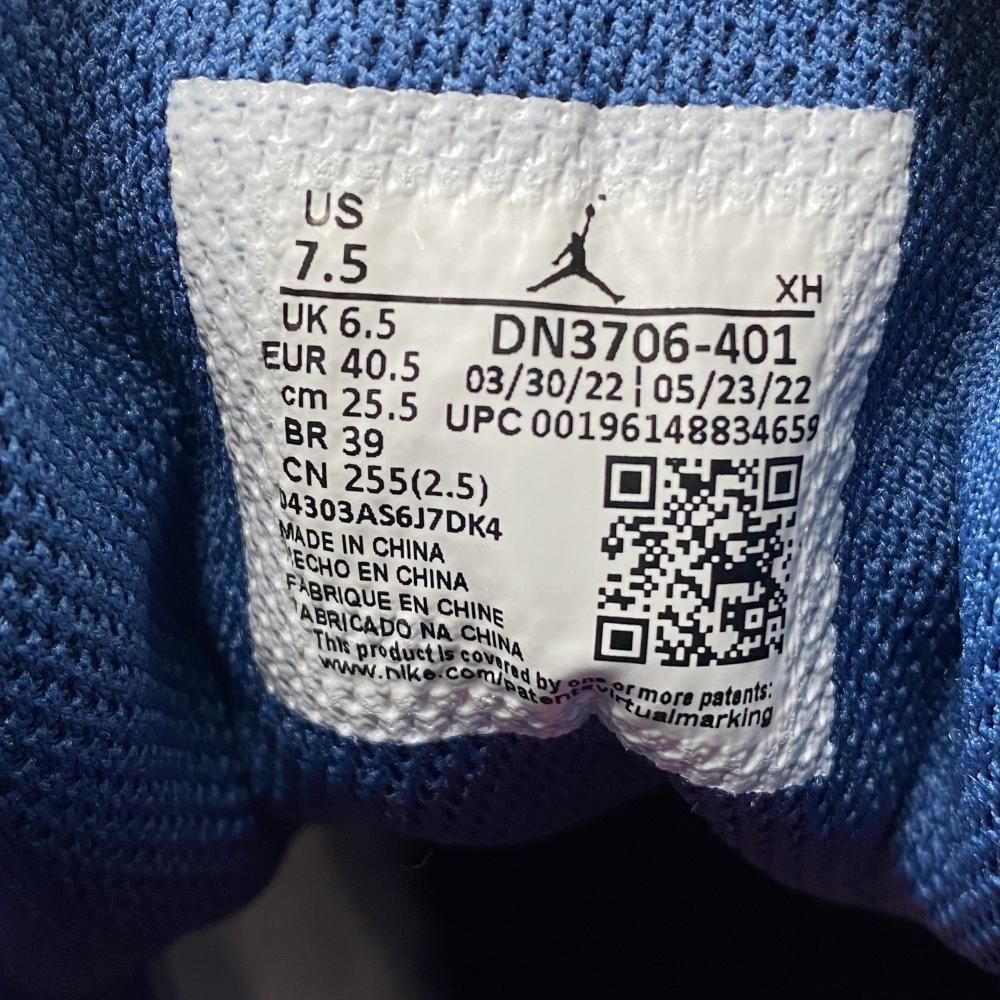 US
7.5
XH
UK 6.5
EUR 40.5
cm 25.5
BR 39
CN 255(2.5)
DN3706-401
03/30/22 ¦ 05/23/22
UPC 00196148834659
04303AS6J7DK4
MADE IN CHINA
HECHO EN CHINA
FABRIQUE EN CHINE
FABRICADO NA CHINA
This product is covered by one or more patents:
www.nike.com/patentsvirtualmarking